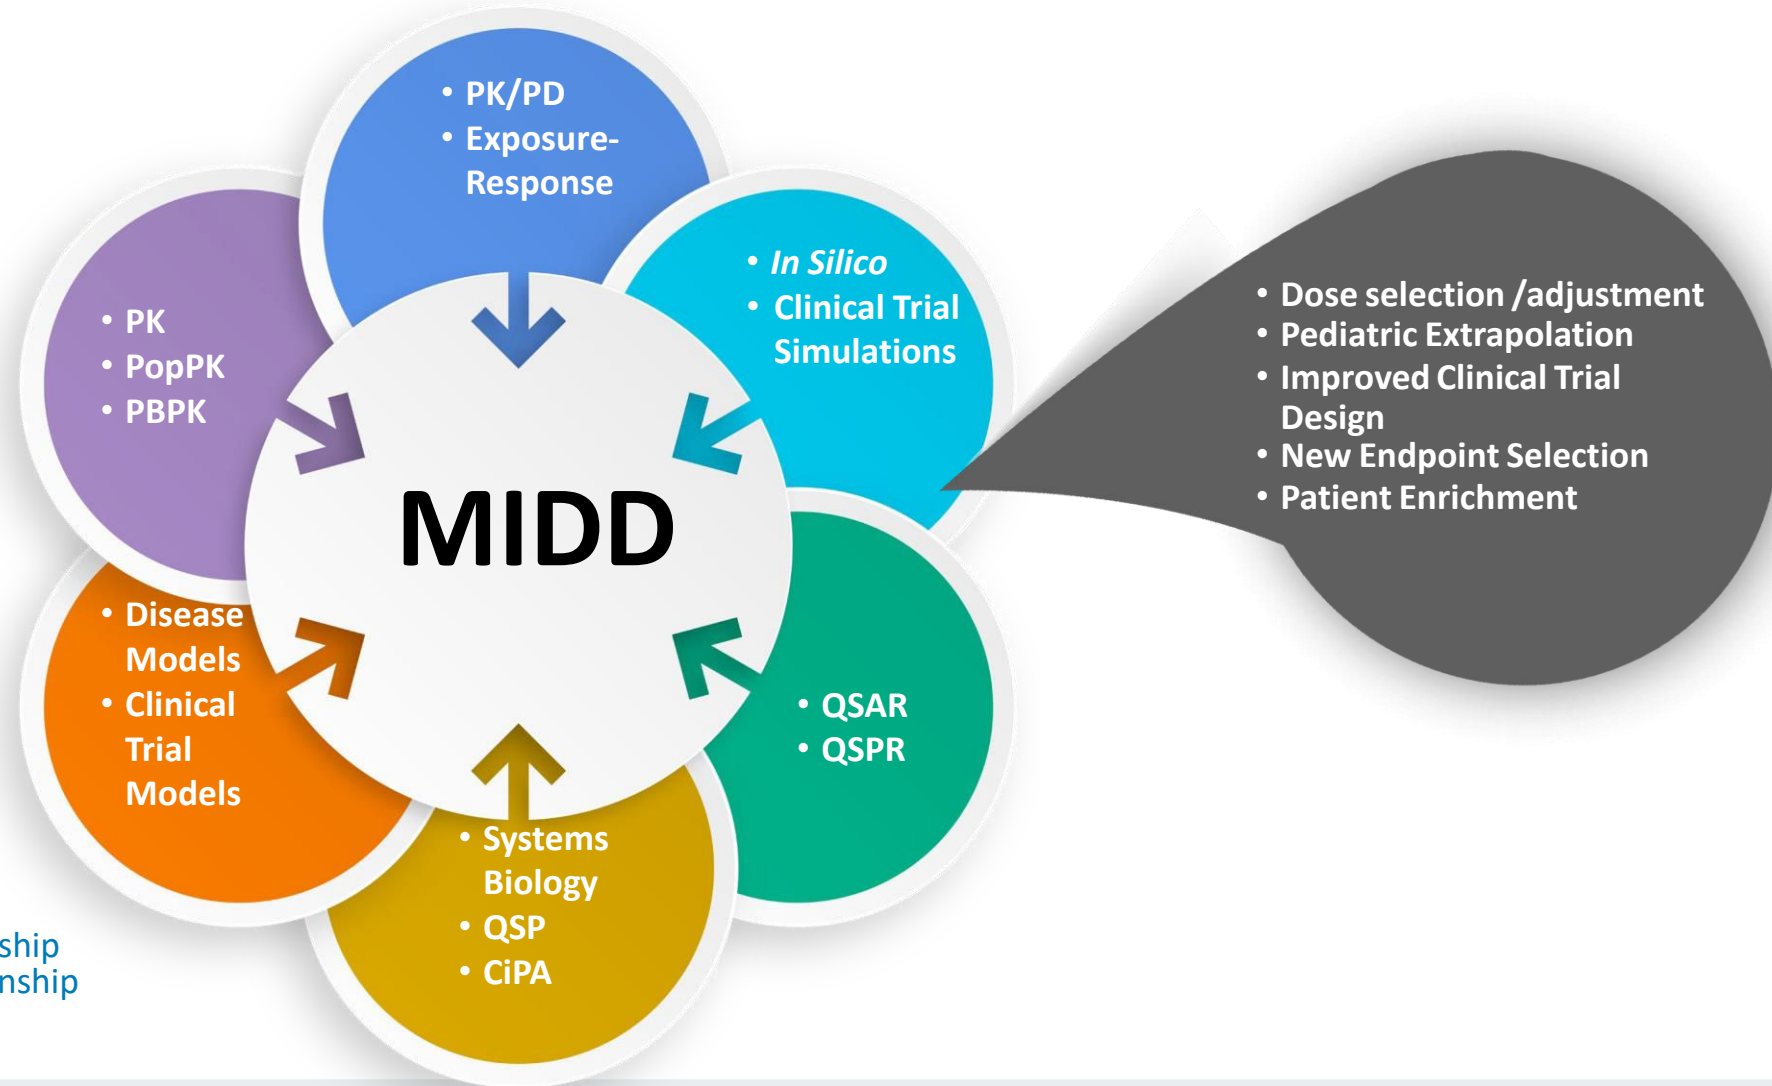 • PK/PD
• Exposure-
Response
• In Silico
• Clinical Trial
Simulations
• PK
• PopPK
• PBPK
MIDD
• Dose selection /adjustment
• Pediatric Extrapolation
• Improved Clinical Trial
Design
• New Endpoint Selection
• Patient Enrichment
• Disease
Models
• Clinical
Trial
Models
• QSAR
• QSPR
• Systems
Biology
• QSP
• CiPA
ship
nship